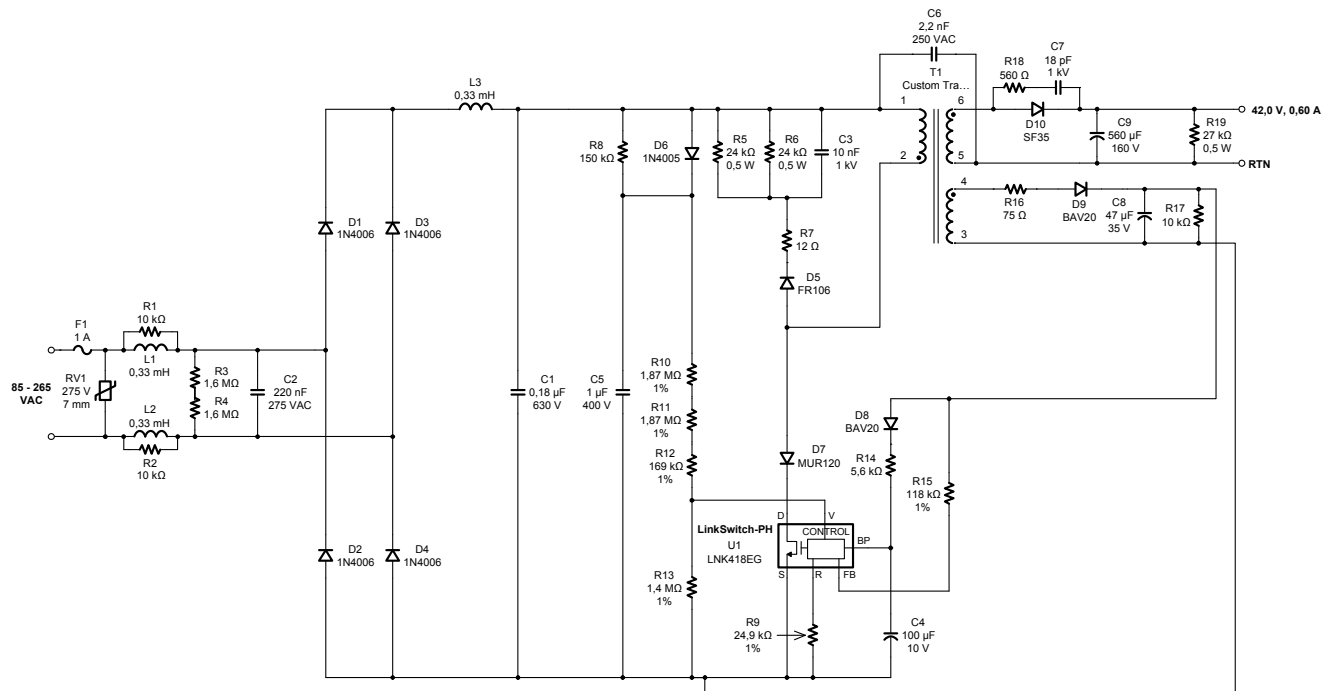 C6
2,2 nF
250 VAC
T1
Custom Tra...
R18
560 Ω
C7
18 pF
1 kV
L3
0,33 mH
1
2
6
5
D10
SF35
C9
560 µF
160 V
R19
27 kΩ
0,5 W
42,0 V, 0,60 A
RTN
R8
150 kΩ
D6
1N4005
R5
24 kΩ
0,5 W
R6
24 kΩ
0,5 W
C3
10 nF
1 kV
4
3
R16
75 Ω
D9
BAV20
C8
47 µF
35 V
R17
10 kΩ
D1
1N4006
D3
1N4006
R7
12 Ω
D5
FR106
F1
1 A
R1
10 kΩ
L1
0,33 mH
85 - 265
VAC
RV1
275 V
7 mm
R3
1,6 MΩ
R4
1,6 MΩ
C2
220 nF
275 VAC
L2
0,33 mH
R2
10 kΩ
C1
0,18 µF
630 V
C5
1 µF
400 V
R10
1,87 MΩ
1%
R11
1,87 MΩ
1%
R12
169 kΩ
1%
D7
MUR120
D8
BAV20
R14
5,6 kΩ
R15
118 kΩ
1%
D2
1N4006
D4
1N4006
LinkSwitch-PH
U1
LNK418EG
D
V
CONTROL
BP
S
R
FB
R13
1,4 MΩ
1%
R9
24,9 kΩ
1%
C4
100 µF
10 V